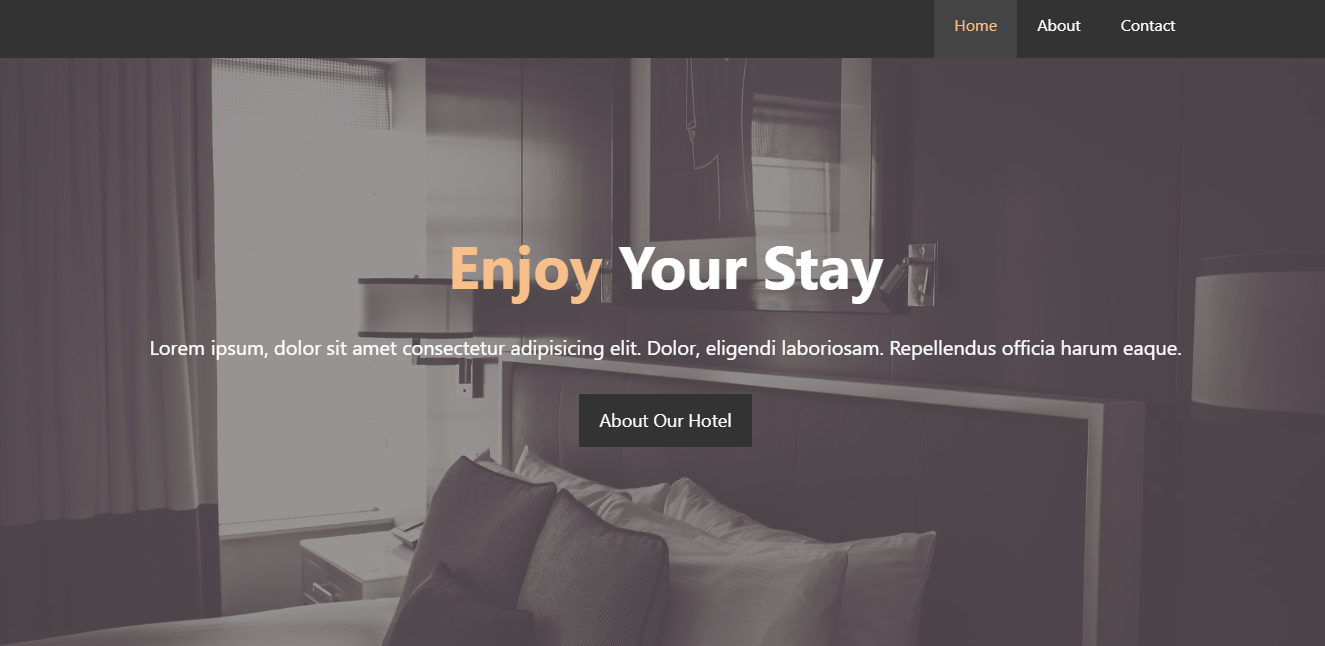 Home About Contact
Enjoy Your Stay
Lorem ipsum, dolor sit amet consectetur adipisicing elit. Dolor, eligendi laboriosam. Repellendus officia harum eaque.
About Our Hotel